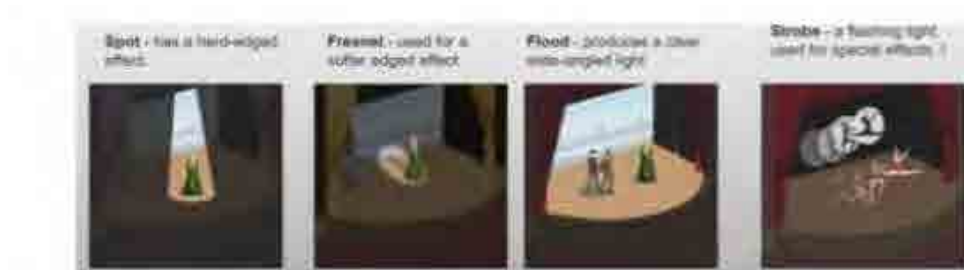 Spot - has a hard-edged
effect.
Fresnel - used for a
softer edged effect
Flood - produces a clear
wide-angled light
Strobe - a flashing light
used for special effects.